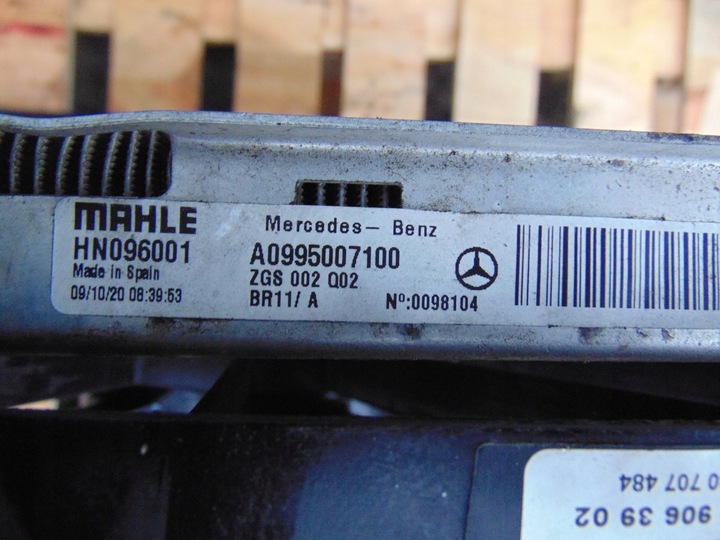 MAHLE
HN096001
Made in Spain
09/10/20 08:39:53
Mercedes- Benz
A0995007100
ZGS 002 Q02
BR11/ A
Nº:0098104
906 39 02
0 707 484